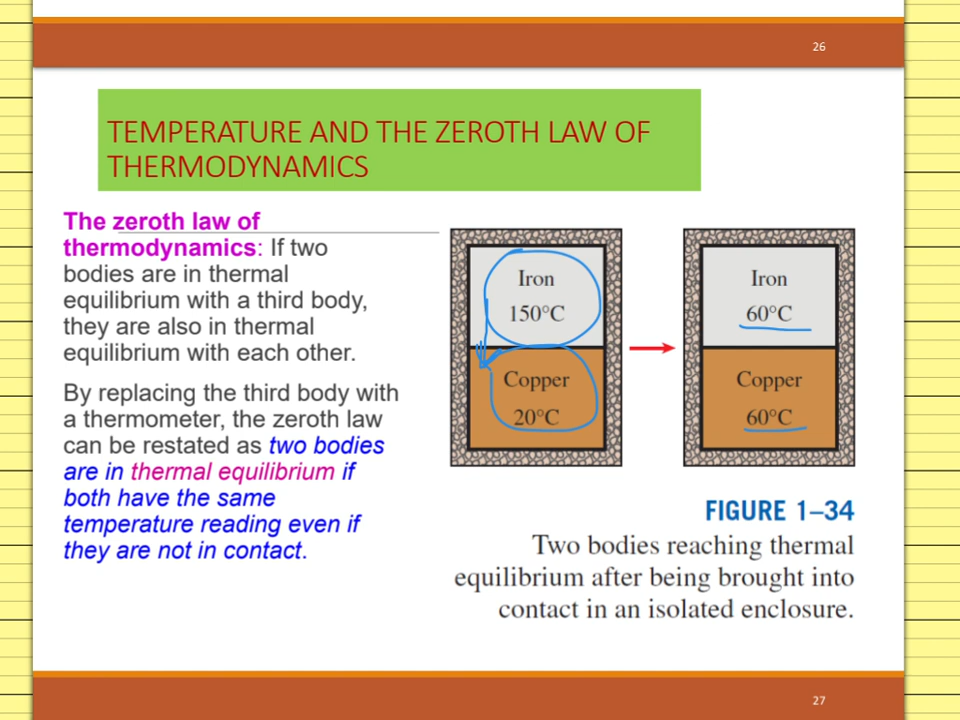 26
TEMPERATURE AND THE ZEROTH LAW OF
THERMODYNAMICS
The zeroth law of
thermodynamics: If two
bodies are in thermal
equilibrium with a third body,
they are also in thermal
equilibrium with each other.
By replacing the third body with
a thermometer, the zeroth law
can be restated as two bodies
are in thermal equilibrium if
both have the same
temperature reading even if
they are not in contact.
Iron
150°C
Copper
20°C
Iron
60°C
Copper
60°C
FIGURE 1–34
Two bodies reaching thermal
equilibrium after being brought into
contact in an isolated enclosure.
27